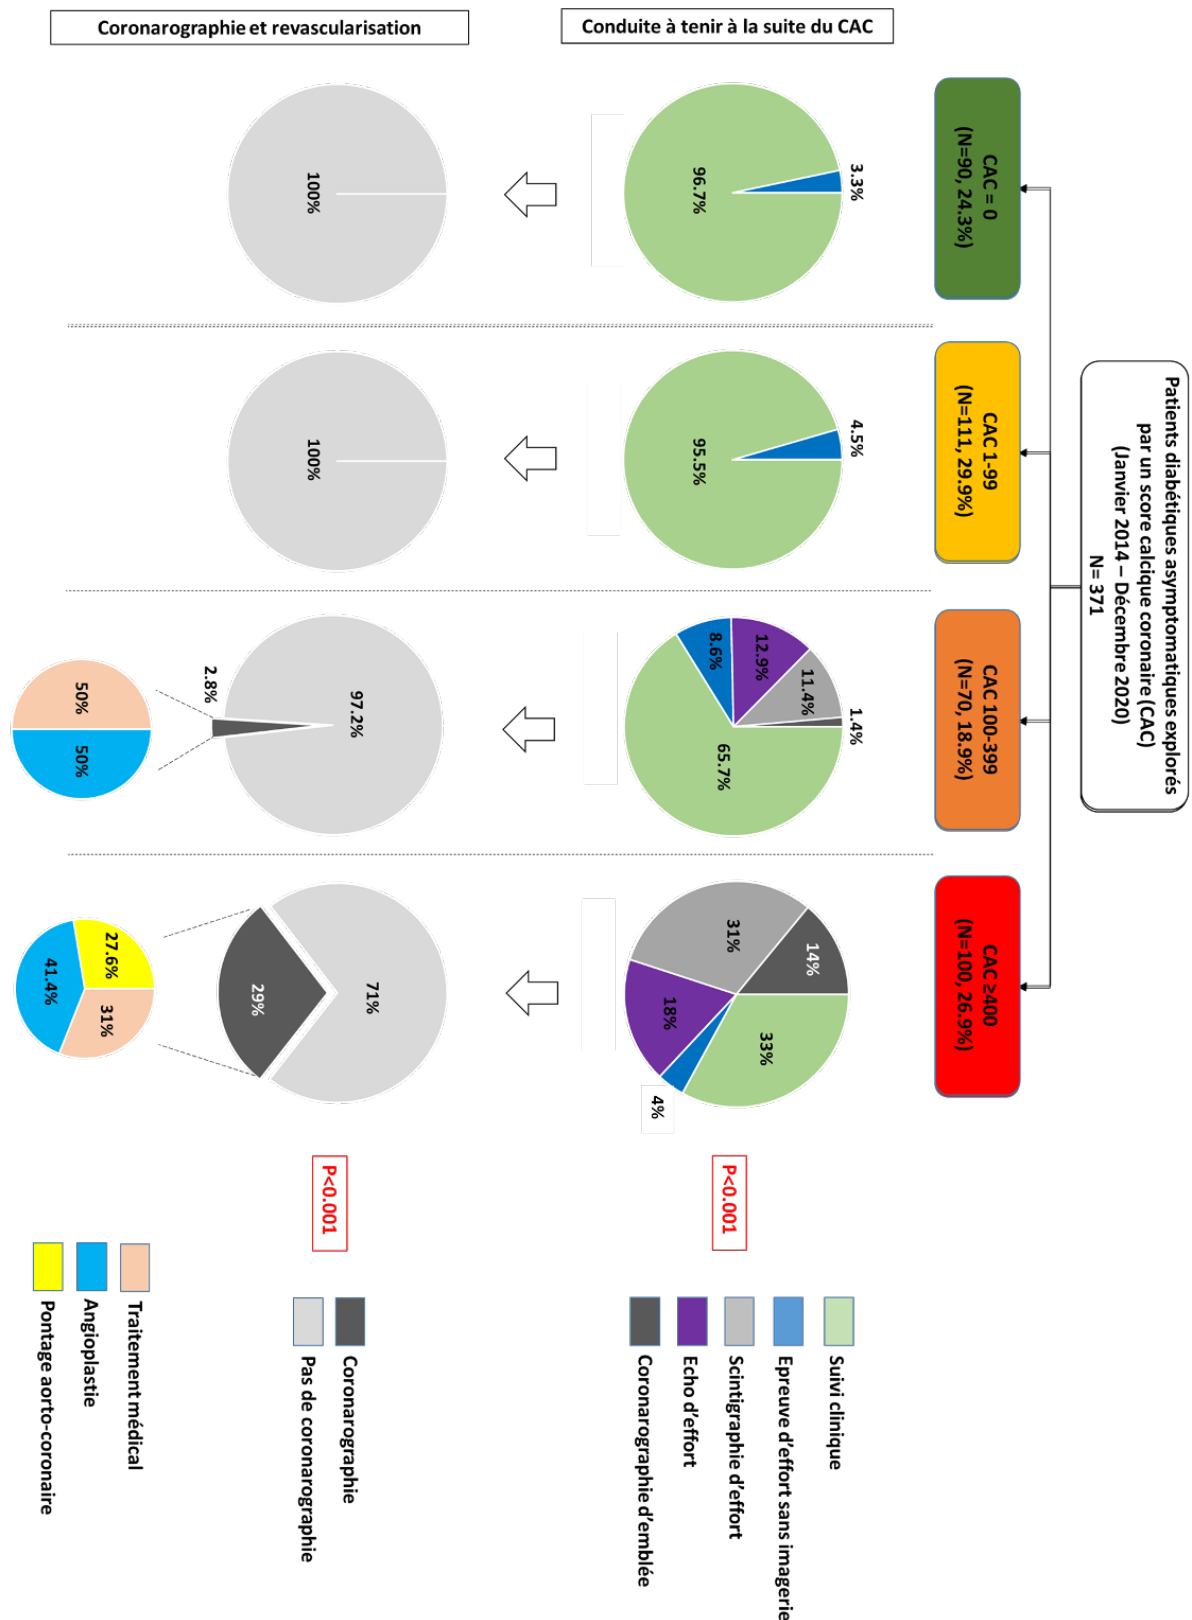 Patients diabétiques asymptomatiques explorés
par un score calcique coronaire (CAC)
(Janvier 2014 – Décembre 2020)
N= 371
CAC = 0
(N=90, 24.3%)
CAC 1-99
(N=111, 29.9%)
CAC 100-399
(N=70, 18.9%)
CAC ≥400
(N=100, 26.9%)
Conduite à tenir à la suite du CAC
3.3%
96.7%
4.5%
95.5%
1.4%
11.4%
12.9%
8.6%
65.7%
14%
31%
33%
18%
4%
P<0.001
Suivi clinique
Epreuve d'effort sans imagerie
Scintigraphie d'effort
Echo d'effort
Coronarographie d'emblée
Coronarographie et revascularisation
100%
100%
97.2%
2.8%
50%
50%
71%
29%
27.6%
41.4%
31%
P<0.001
Coronarographie
Pas de coronarographie
Traitement médical
Angioplastie
Pontage aorto-coronaire